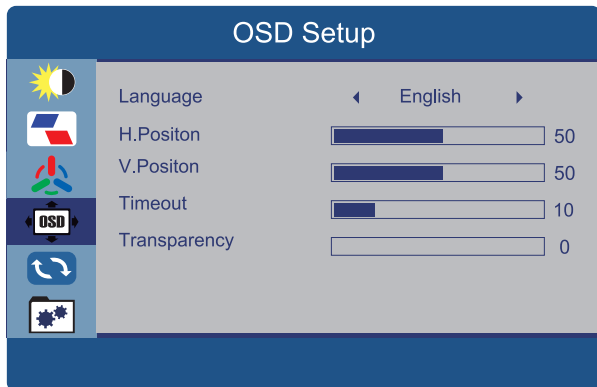 OSD Setup
Language English
H.Positon 50
V.Positon 50
Timeout 10
Transparency 0
OSD